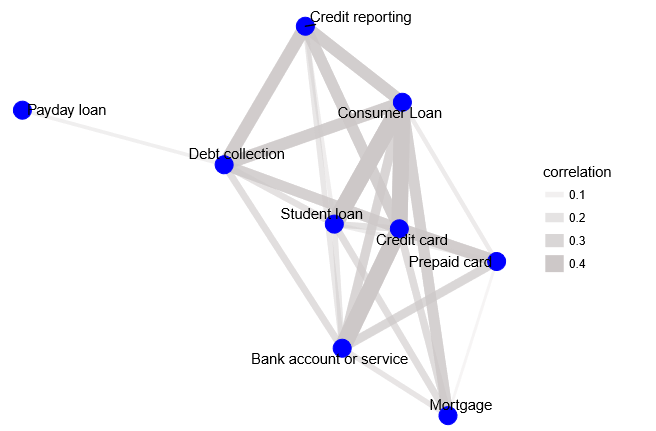 Credit reporting
Payday loan
Consumer Loan
Debt collection
Student loan
Credit card
Prepaid card
Bank account or service
Mortgage
correlation
0.1
0.2
0.3
0.4